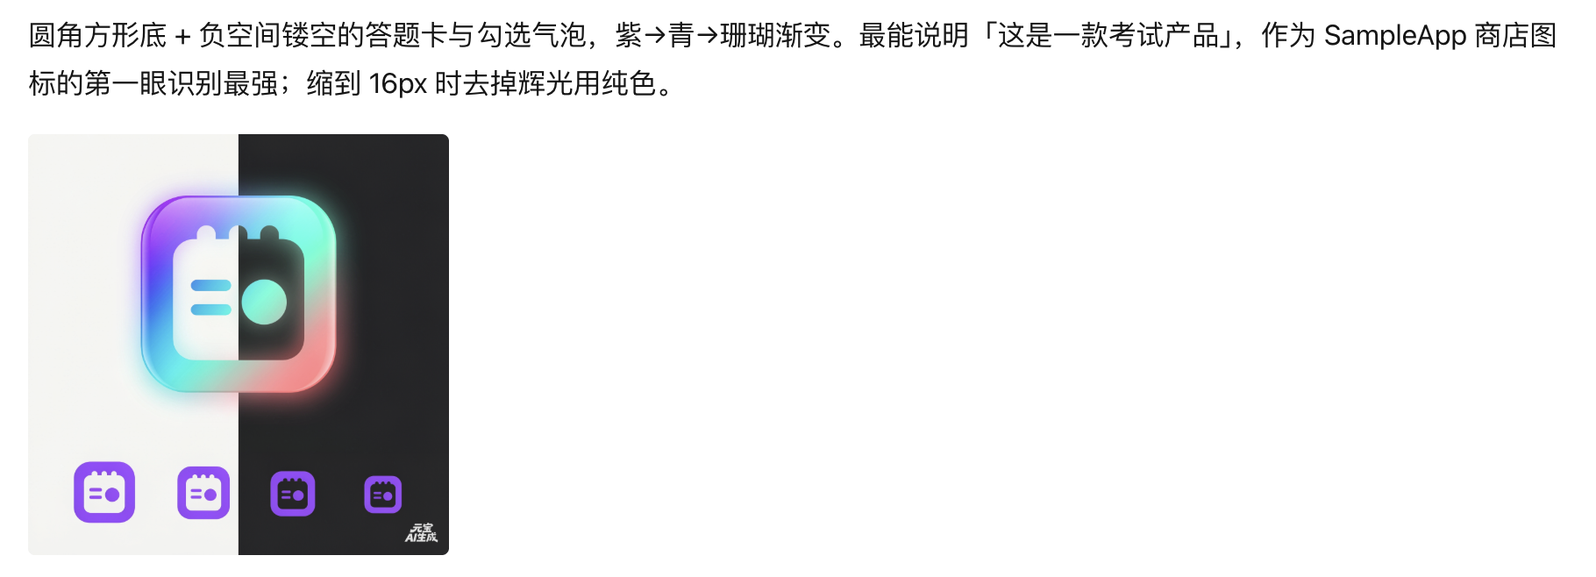 圆角方形底 + 负空间镂空的答题卡与勾选气泡，紫→青→珊瑚渐变。最能说明「这是一款考试产品」，作为 SampleApp 商店图
标的第一眼识别最强；缩到 16px 时去掉辉光用纯色。
元宝
AI生成